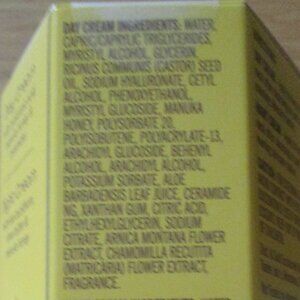 DAY CREAM INGREDIENTS: WATER,
CAPRIC/CAPRYLIC TRIGLYCERIDES,
MYRISTYL ALCOHOL, GLYCERIN
RICINUS COMMUNIS (CASTOR) SEED
OIL, SODIUM HYALURONATE, CETYL
ALCOHOL, PHENOXYETHANOL,
MYRISTYL GLUCOSIDE, MANUKA
HONEY, POLYSORBATE 20,
POLYISOBUTENE, POLYACRYLATE-13,
ARACHIDYL GLUCOSIDE, BEHENYL
ALCOHOL, ARACHIDYL ALCOHOL,
POTASSIUM SORBATE, ALOE
BARBADENSIS LEAF JUICE, CERAMIDE
NG, XANTHAN GUM, CITRIC ACID,
ETHYLHEXYLGLYCERIN, SODIUM
CITRATE, ARNICA MONTANA FLOWER
EXTRACT, CHAMOMILLA RECUTITA
(MATRICARIA) FLOWER EXTRACT,
FRAGRANCE.